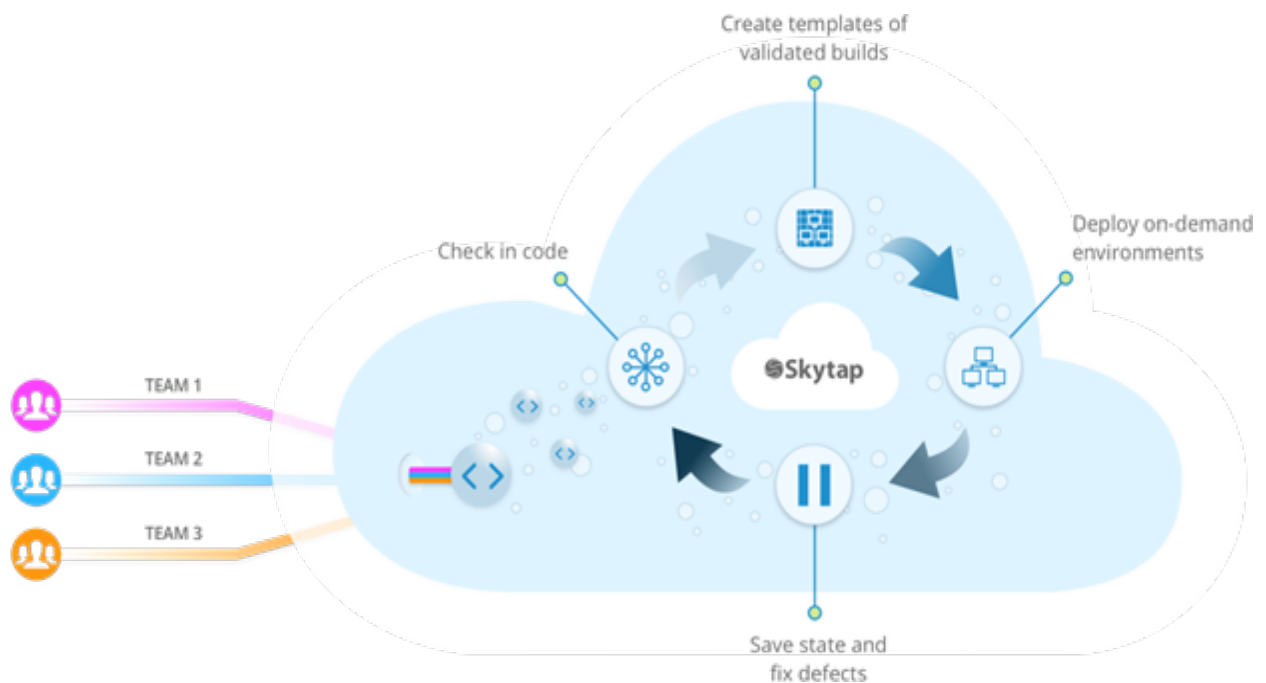 Create templates of
validated builds
Deploy on-demand
environments
Check in code
Skytap
TEAM 1
TEAM 2
TEAM 3
Save state and
fix defects